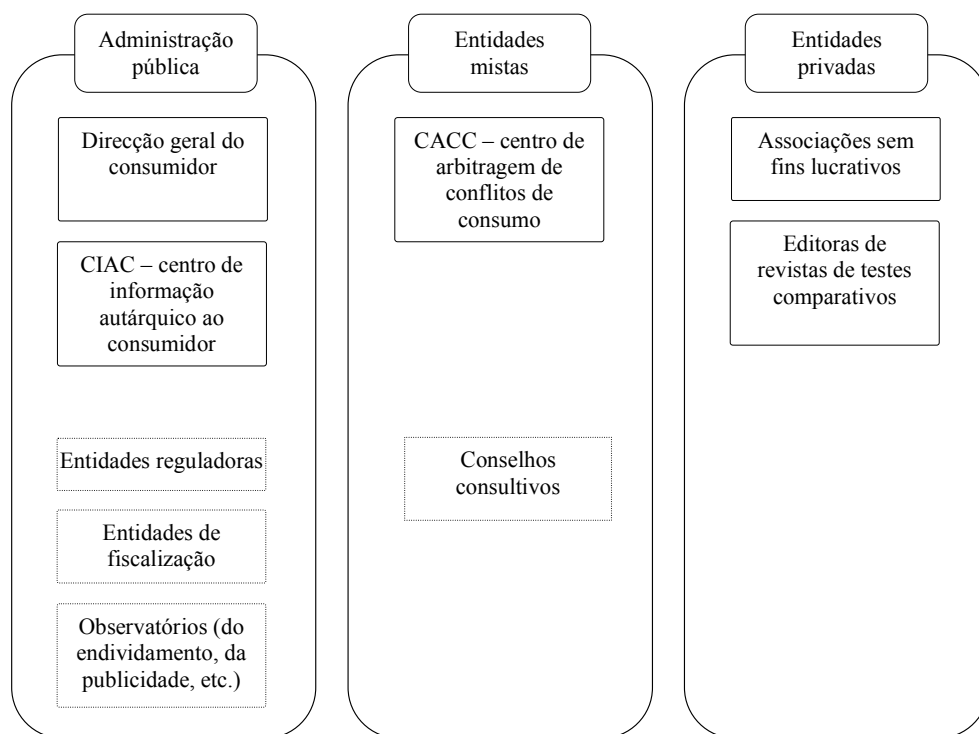 Administração
pública
Direcção geral do
consumidor
CIAC – centro de
informação
autárquico ao
consumidor
Entidades reguladoras
Entidades de
fiscalização
Observatórios (do
endividamento, da
publicidade, etc.)
Entidades
mistas
CACC – centro de
arbitragem de
conflitos de
consumo
Conselhos
consultivos
Entidades
privadas
Associações sem
fins lucrativos
Editoras de
revistas de testes
comparativos